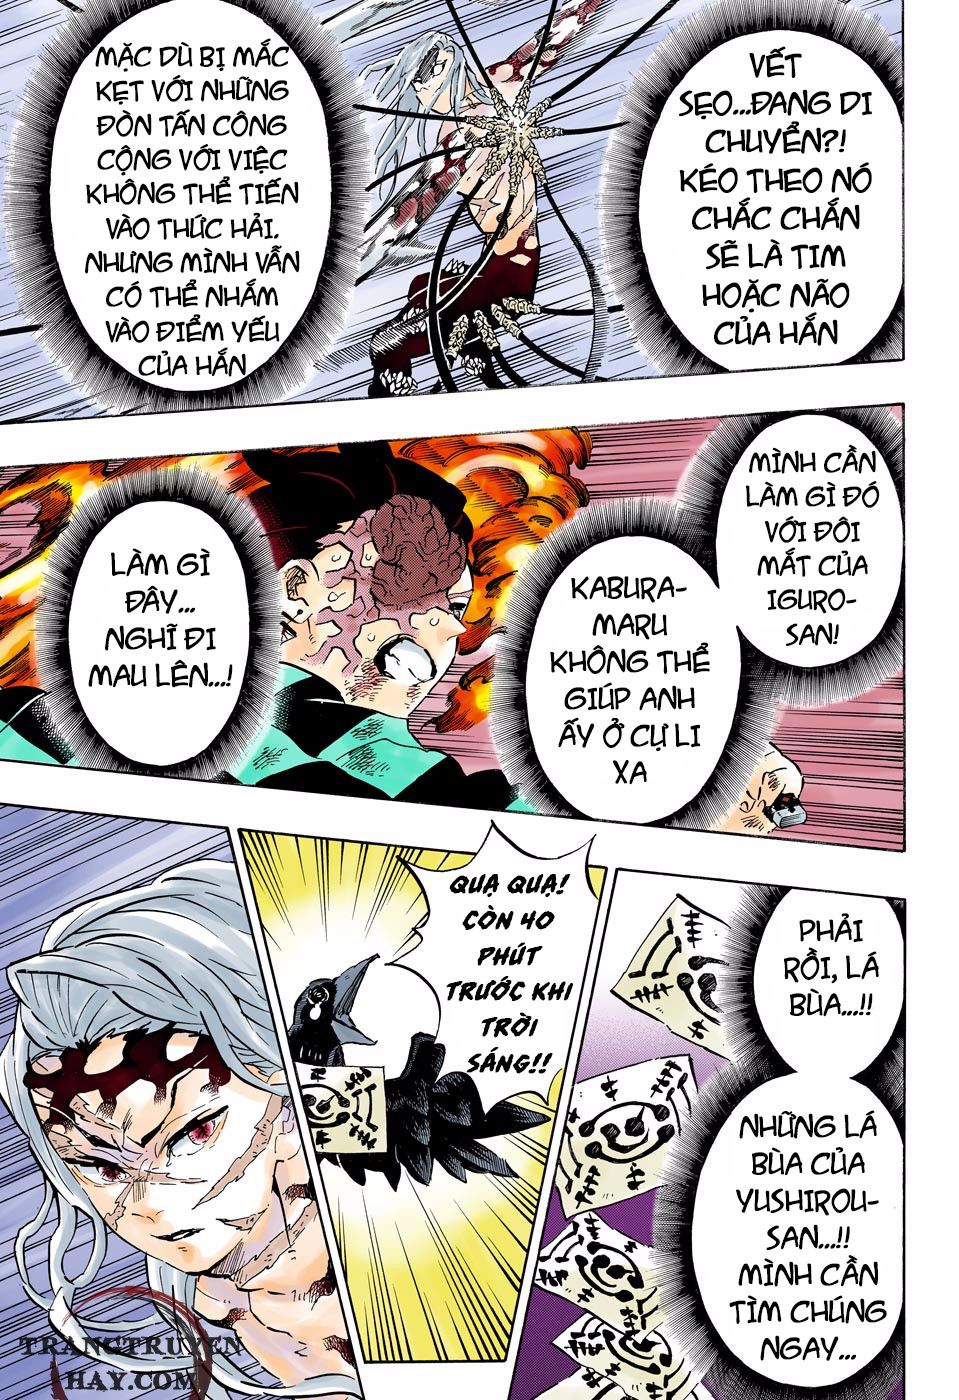 VẾT
SẸO...ĐANG DI
CHUYỂN?!
KÉO THEO NÓ
CHẮC CHẮN
SẼ LÀ TIM
HOẶC NÃO
CỦA HẮN
MẶC DÙ BỊ MẮC
KẸT VỚI NHỮNG
ĐÒN TẤN CÔNG
CỘNG VỚI VIỆC
KHÔNG THỂ TIẾN
VÀO THỨC HẢI.
NHƯNG MÌNH VẪN
CÓ THỂ NHẮM
VÀO ĐIỂM YẾU
CỦA HẮN
MÌNH CẦN
LÀM GÌ ĐÓ
VỚI ĐÔI
MẮT CỦA
IGURO-
SAN!
KABURA-
MARU
KHÔNG THỂ
GIÚP ANH
ẤY Ở CỰ LI
XA
LÀM GÌ
ĐÂY...
NGHĨ ĐI
MAU LÊN...!
PHẢI
RỒI, LÁ
BÙA...!!
NHỮNG LÁ
BÙA CỦA
YUSHIROU-
SAN...!!
MÌNH CẦN
TÌM CHÚNG
NGAY...
QUẠ QUẠ!
CÒN 40
PHÚT
TRƯỚC KHI
TRỜI
SÁNG!!
TRANGTRUYEN
HAY.COM